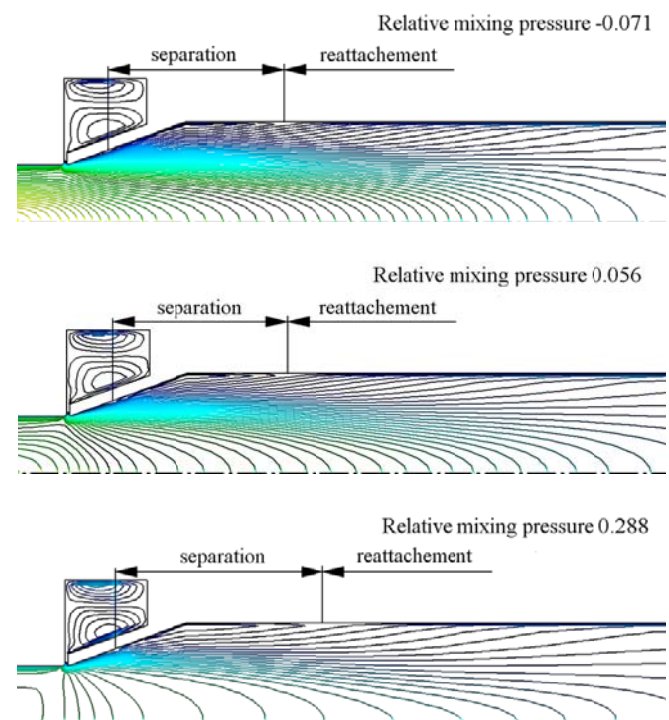 Relative mixing pressure -0.071
separation reattachement
Relative mixing pressure 0.056
separation reattachement
Relative mixing pressure 0.288
separation reattachement